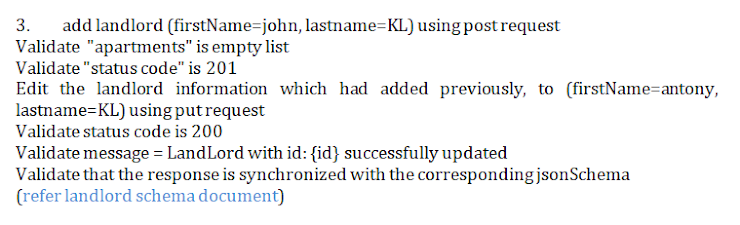 3. add landlord (firstName=john, lastname=KL) using post request
Validate "apartments" is empty list
Validate "status code" is 201
Edit the landlord information which had added previously, to (firstName=antony,
lastname=KL) using put request
Validate status code is 200
Validate message = LandLord with id: {id} successfully updated
Validate that the response is synchronized with the corresponding jsonSchema
(refer landlord schema document)